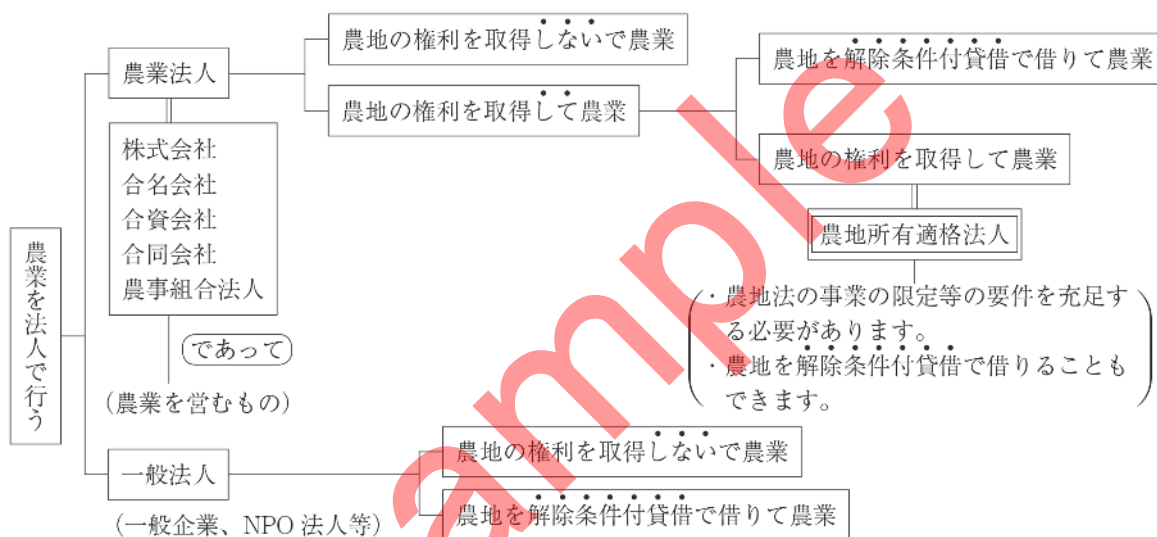 農業を法人で行う
農業法人
株式会社
合名会社
合資会社
合同会社
農事組合法人
であって
(農業を営むもの)
農地の権利を取得しないで農業
農地の権利を取得して農業
農地を解除条件付貸借で借りて農業
農地の権利を取得して農業
農地所有適格法人
・農地法の事業の限定等の要件を充足す
る必要があります。
・農地を解除条件付貸借で借りることも
できます。
一般法人
(一般企業、NPO 法人等)
農地の権利を取得しないで農業
農地を解除条件付貸借で借りて農業
ample